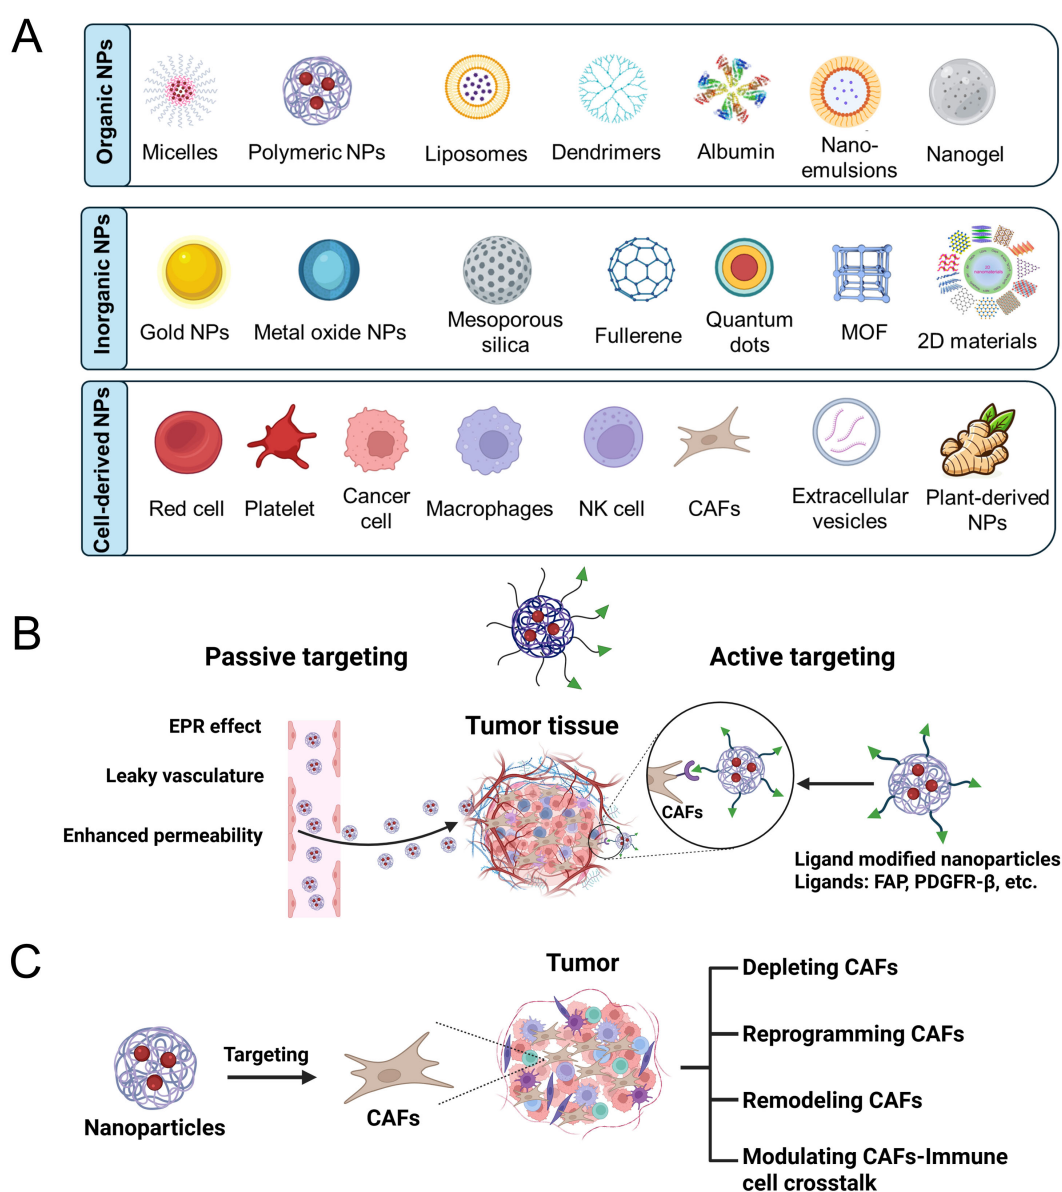 A
Organic NPs
Micelles
Polymeric NPs
Liposomes
Dendrimers
Albumin
Nano-
emulsions
Nanogel
Inorganic NPs
Gold NPs
Metal oxide NPs
Mesoporous
silica
Fullerene
Quantum
dots
MOF
2D
nanomaterials
2D materials
Cell-derived NPs
Red cell
Platelet
Cancer
cell
Macrophages
NK cell
CAFs
Extracellular
vesicles
Plant-derived
NPs
B
Passive targeting
Active targeting
EPR effect
Leaky vasculature
Enhanced permeability
Tumor tissue
CAFs
Ligand modified nanoparticles
Ligands: FAP, PDGFR-β, etc.
C
Nanoparticles
Targeting
CAFs
Tumor
Depleting CAFs
Reprogramming CAFs
Remodeling CAFs
Modulating CAFs-Immune
cell crosstalk